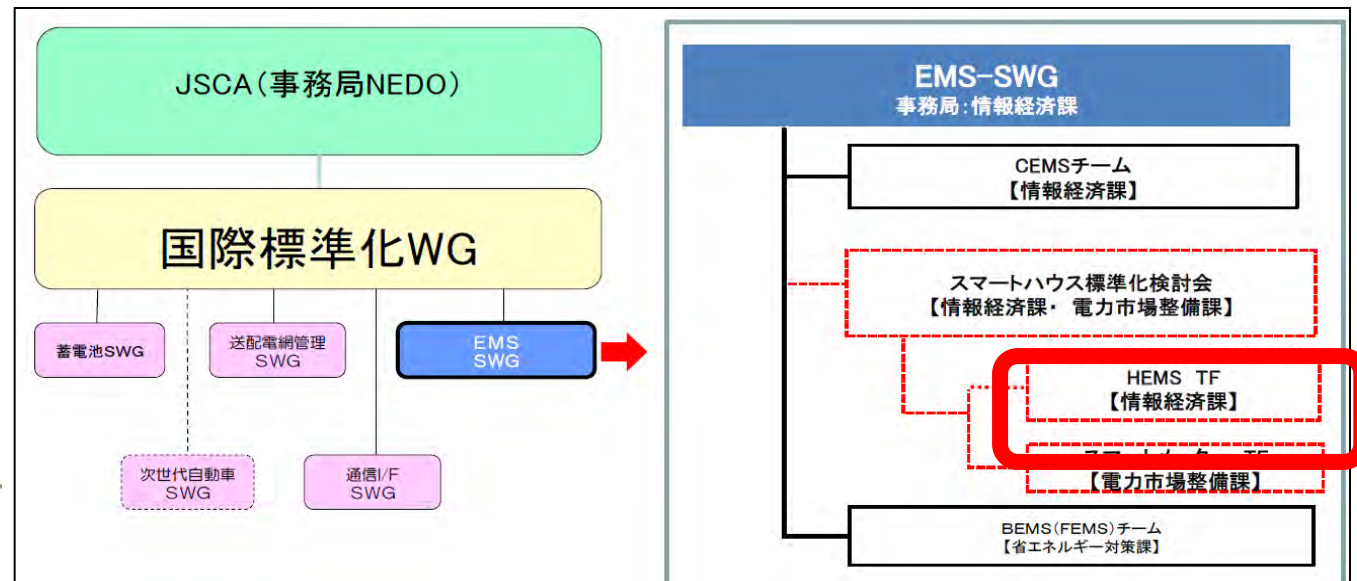 JSCA(事務局NEDO)
国際標準化WG
蓄電池SWG
送配電網管理
SWG
EMS
SWG
次世代自動車
SWG
通信I/F
SWG
EMS-SWG
事務局:情報経済課
CEMSチーム
【情報経済課】
スマートハウス標準化検討会
【情報経済課・ 電力市場整備課】
HEMS TF
【情報経済課】
【電力市場整備課】
BEMS(FEMS)チーム
【省エネルギー対策課】